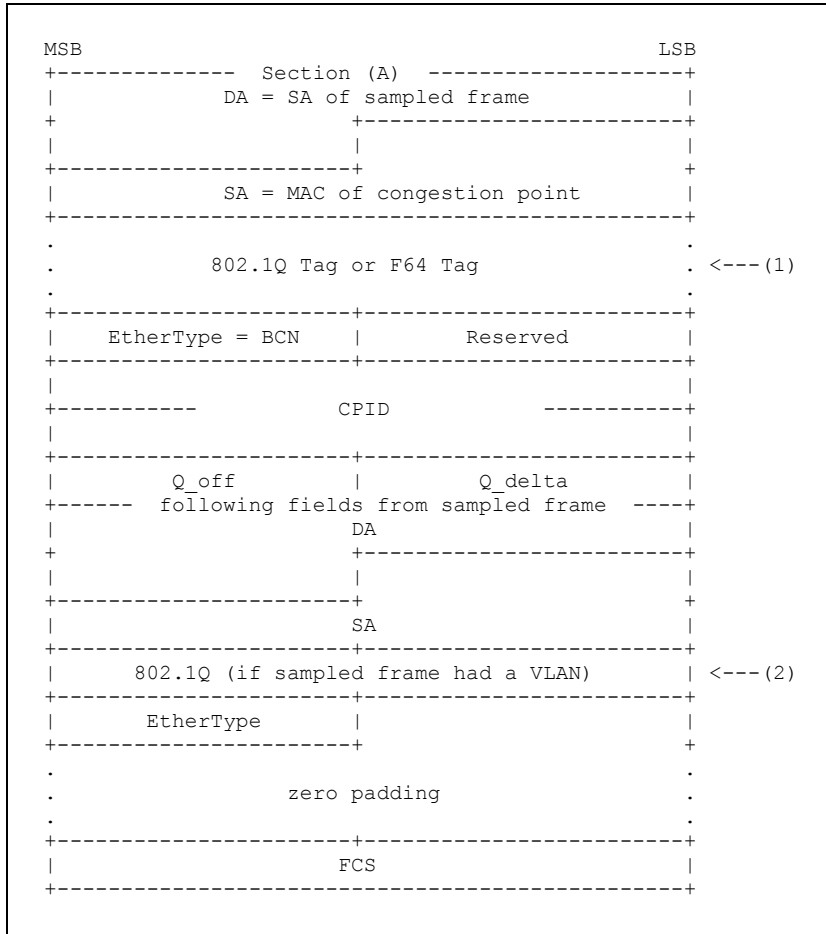 MSB LSB
+-------------- Section (A) --------------------+
| DA = SA of sampled frame |
+ +-----------------------+
| | |
+----------------------+ +
| SA = MAC of congestion point |
+-----------------------------------------------+
. .
. 802.1Q Tag or F64 Tag . <---(1)
. .
+----------------------+------------------------+
| EtherType = BCN | Reserved |
+----------------------+------------------------+
| |
+----------- CPID -----------+
| |
+----------------------+------------------------+
| Q_off | Q_delta |
+------ following fields from sampled frame ----+
| DA |
+ +------------------------+
| | |
+----------------------+ +
| SA |
+----------------------+------------------------+
| 802.1Q (if sampled frame had a VLAN) | <---(2)
+----------------------+------------------------+
| EtherType | |
+----------------------+ +
. .
. zero padding .
. .
+----------------------+------------------------+
| FCS |
+-----------------------------------------------+